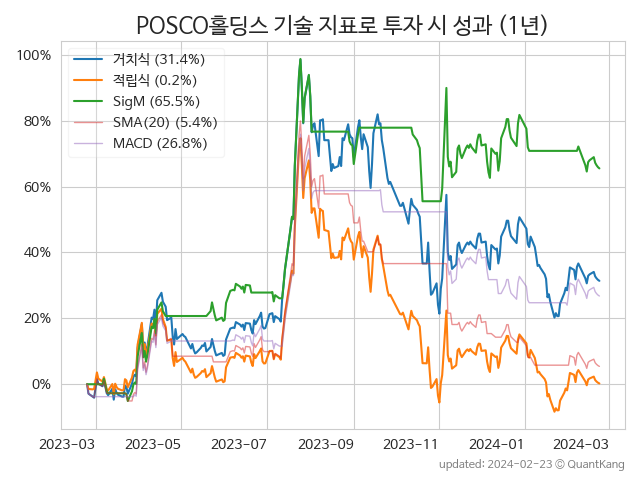 POSCO홀딩스 기술 지표로 투자 시 성과 (1년)
100%
80%
60%
40%
20%
0%
거치식 (31.4%)
적립식 (0.2%)
SigM (65.5%)
SMA(20) (5.4%)
MACD (26.8%)
2023-03
2023-05
2023-07
2023-09
2023-11
2024-01
2024-03
updated: 2024-02-23 © QuantKang